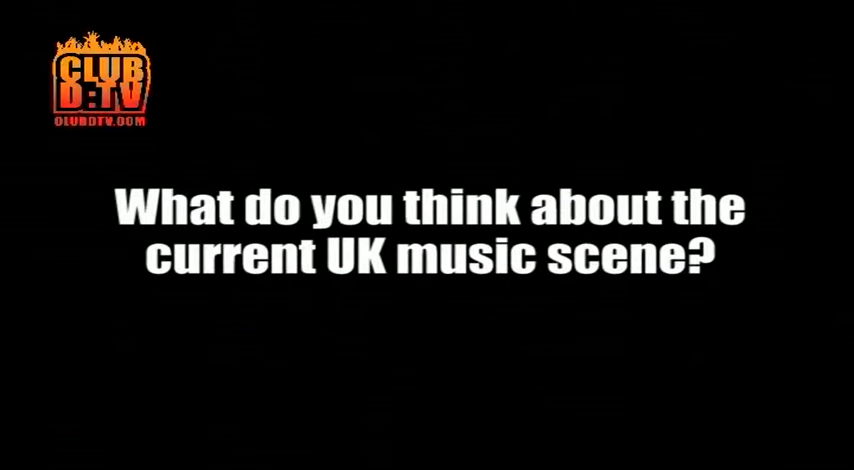 CLUB
D:TV
CLUBDTV.COM
What do you think about the
current UK music scene?